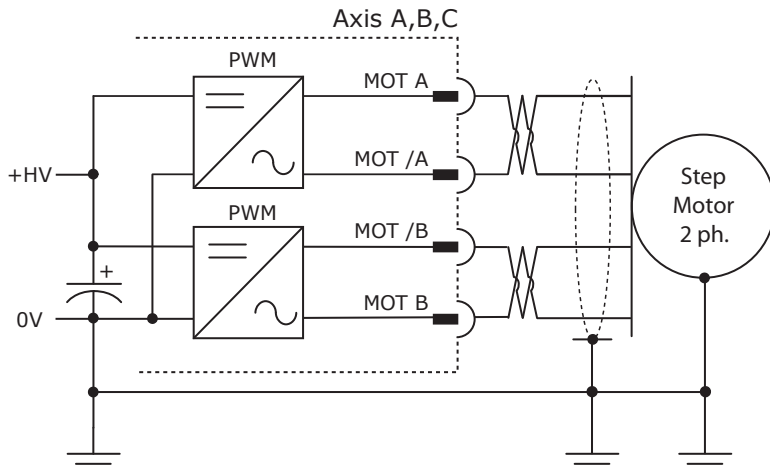 Axis A,B,C
PWM
MOT A
+HV
MOT /A
PWM
MOT /B
+
0V
MOT B
Step
Motor
2 ph.